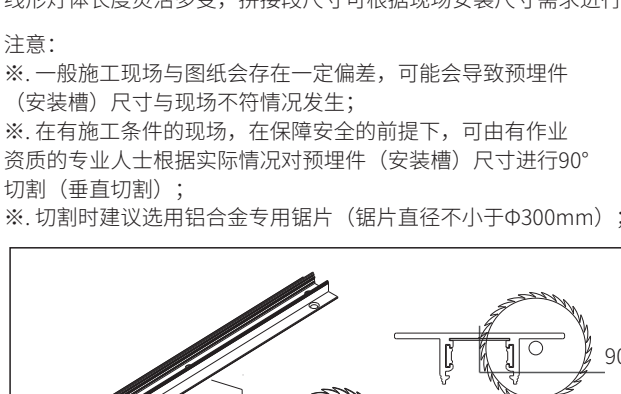 线形灯体长度灵活多变，拼接段尺寸可根据现场安装尺寸需求进行
注意：
※. 一般施工现场与图纸会存在一定偏差，可能会导致预埋件
（安装槽）尺寸与现场不符情况发生；
※. 在有施工条件的现场，在保障安全的前提下，可由有作业
资质的专业人士根据实际情况对预埋件（安装槽）尺寸进行90°
切割（垂直切割）；
※. 切割时建议选用铝合金专用锯片（锯片直径不小于Φ300mm）；
90